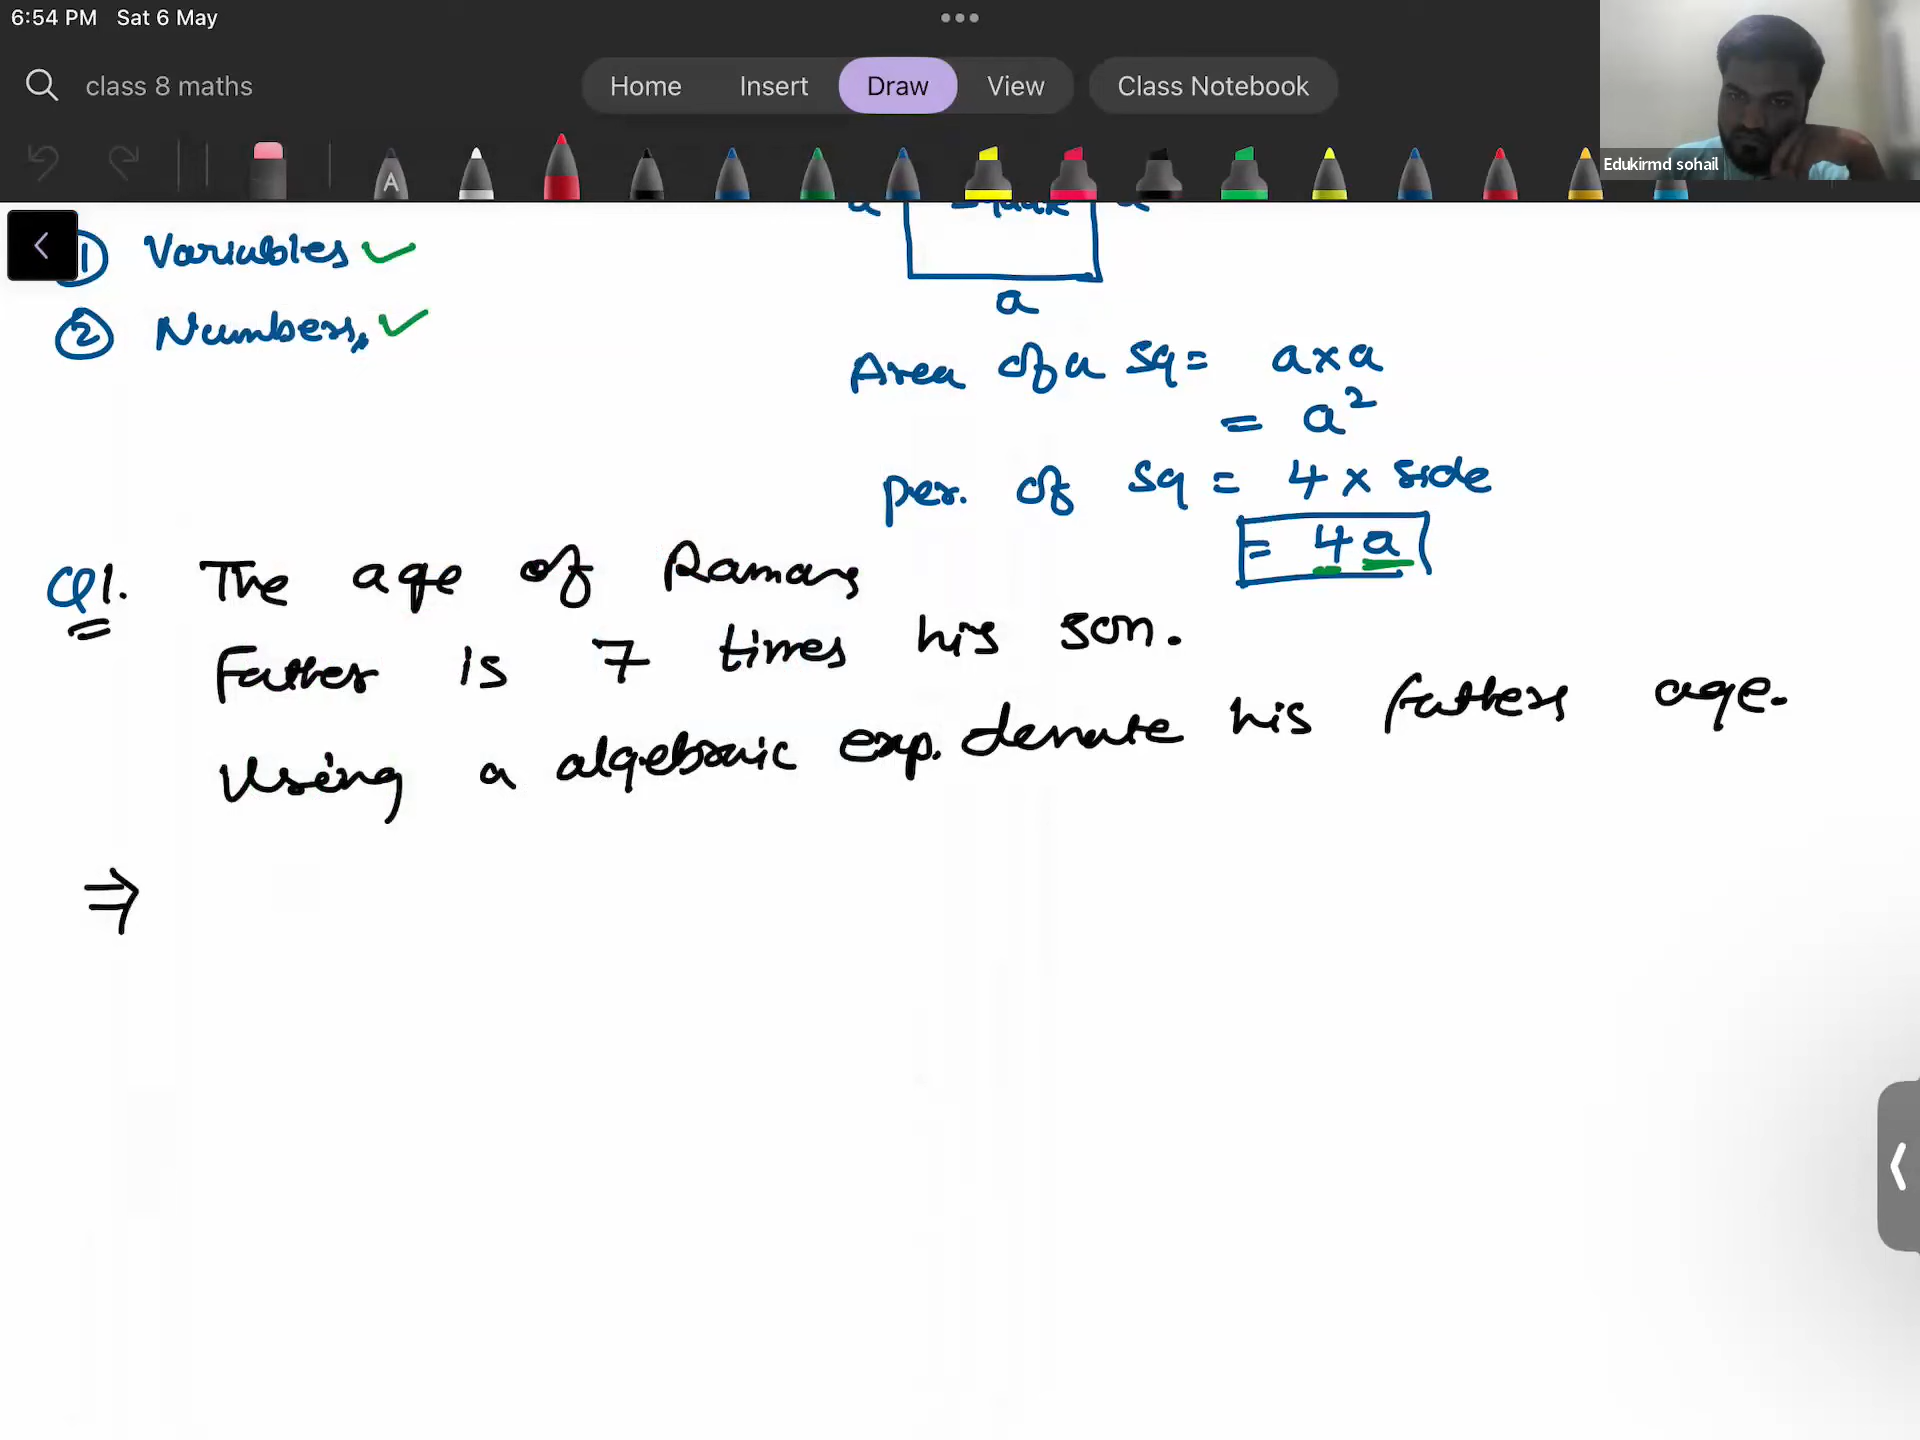 6:54 PM Sat 6 May
class 8 maths
Home Insert Draw View Class Notebook
A
Edukirmd sohail
a square a
① Variables ✓
a
② Numbers, ✓
Area of a sq = a x a
= a²
per. of sq = 4 x side
= 4a
Q1. The age of Ramans
Father is 7 times his son.
Using a algebraic exp. denote his fathers age.
⇒